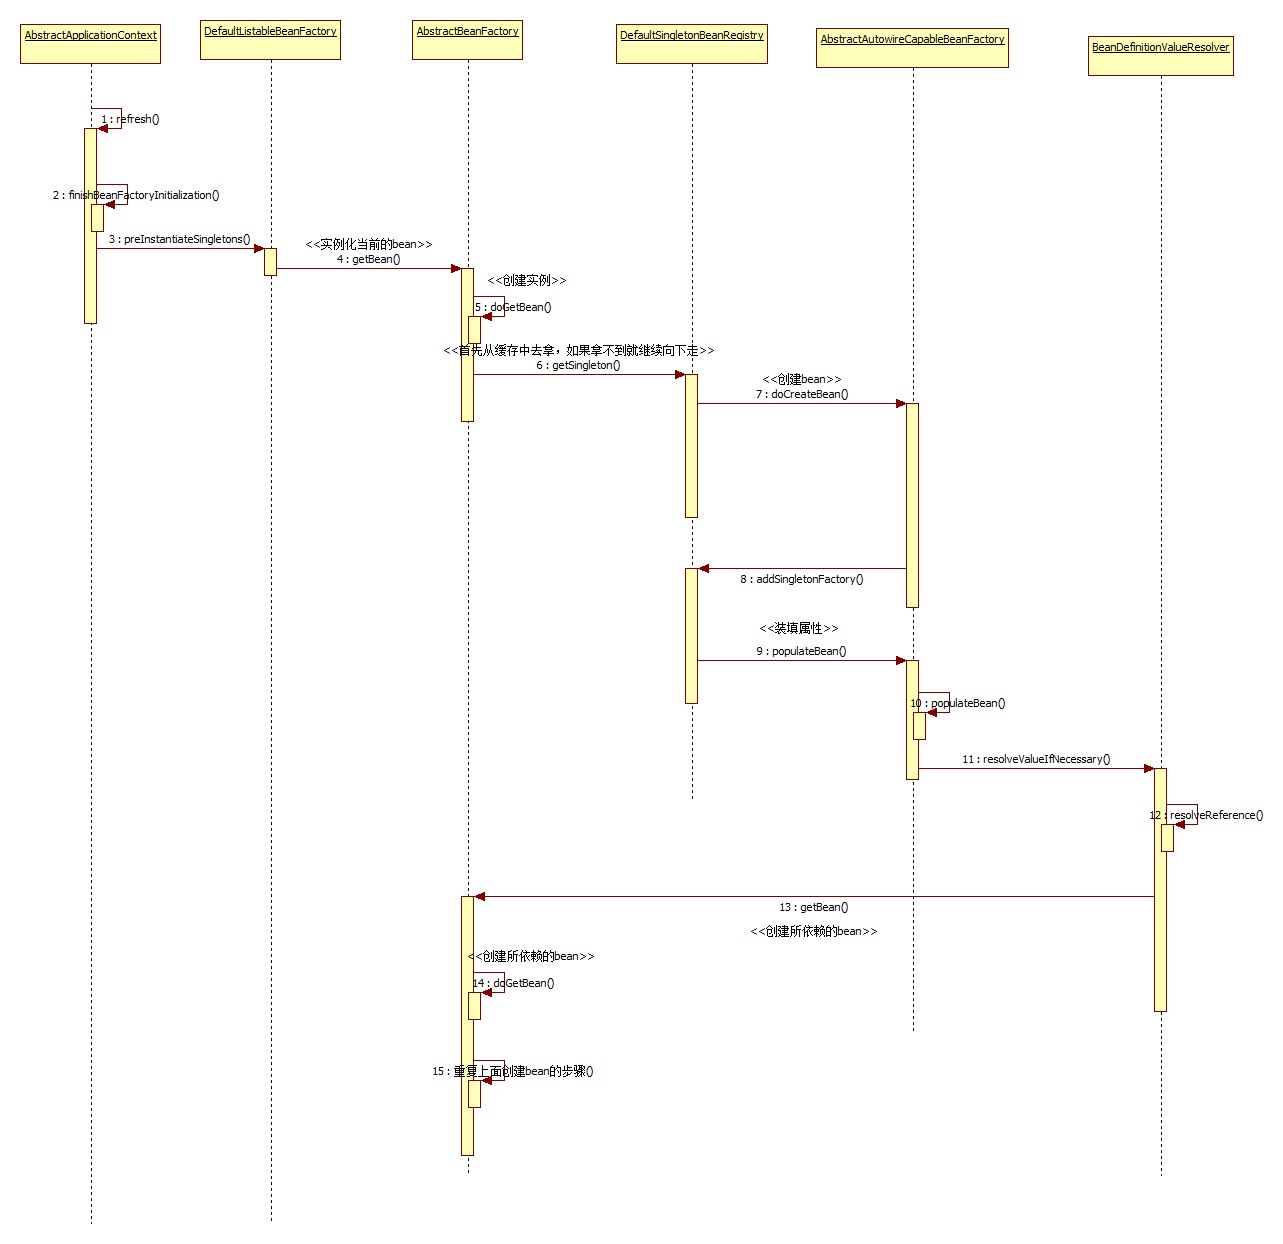 AbstractApplicationContext
DefaultListableBeanFactory
AbstractBeanFactory
DefaultSingletonBeanRegistry
AbstractAutowireCapableBeanFactory
BeanDefinitionValueResolver
1 : refresh()
2 : finishBeanFactoryInitialization()
3 : preInstantiateSingletons()
<<实例化当前的bean>>
4 : getBean()
<<创建实例>>
5 : doGetBean()
<<首先从缓存中去拿，如果拿不到就继续向下走>>
6 : getSingleton()
<<创建bean>>
7 : doCreateBean()
8 : addSingletonFactory()
<<装填属性>>
9 : populateBean()
10 : populateBean()
11 : resolveValueIfNecessary()
12 : resolveReference()
13 : getBean()
<<创建所依赖的bean>>
<<创建所依赖的bean>>
14 : doGetBean()
15 : 重复上面创建bean的步骤()